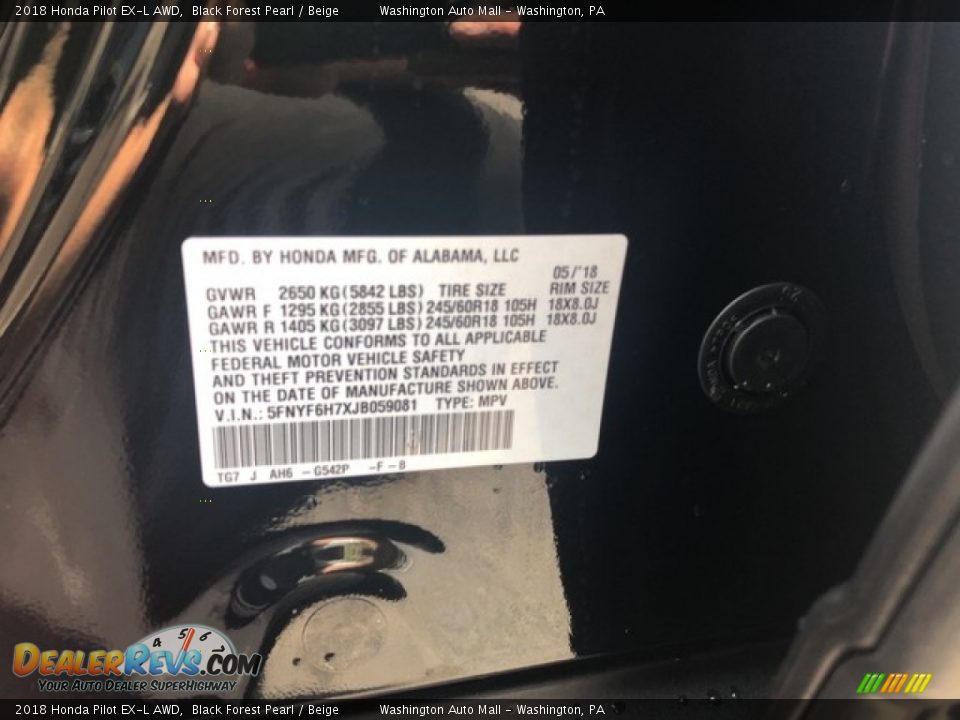 2018 Honda Pilot EX-L AWD, Black Forest Pearl / Beige Washington Auto Mall - Washington, PA
MFD. BY HONDA MFG. OF ALABAMA, LLC
05/'18
GVWR 2650 KG (5842 LBS) TIRE SIZE RIM SIZE
GAWR F 1295 KG (2855 LBS) 245/60R18 105H 18X8.0J
GAWR R 1405 KG (3097 LBS) 245/60R18 105H 18X8.0J
THIS VEHICLE CONFORMS TO ALL APPLICABLE
FEDERAL MOTOR VEHICLE SAFETY
AND THEFT PREVENTION STANDARDS IN EFFECT
ON THE DATE OF MANUFACTURE SHOWN ABOVE.
V.I.N.: 5FNYF6H7XJB059081 TYPE: MPV
TG7 J AH6 - G542P -F-B
4 5 6
DealerRevs.com
Your Auto Dealer SuperHighway
2018 Honda Pilot EX-L AWD, Black Forest Pearl / Beige Washington Auto Mall - Washington, PA